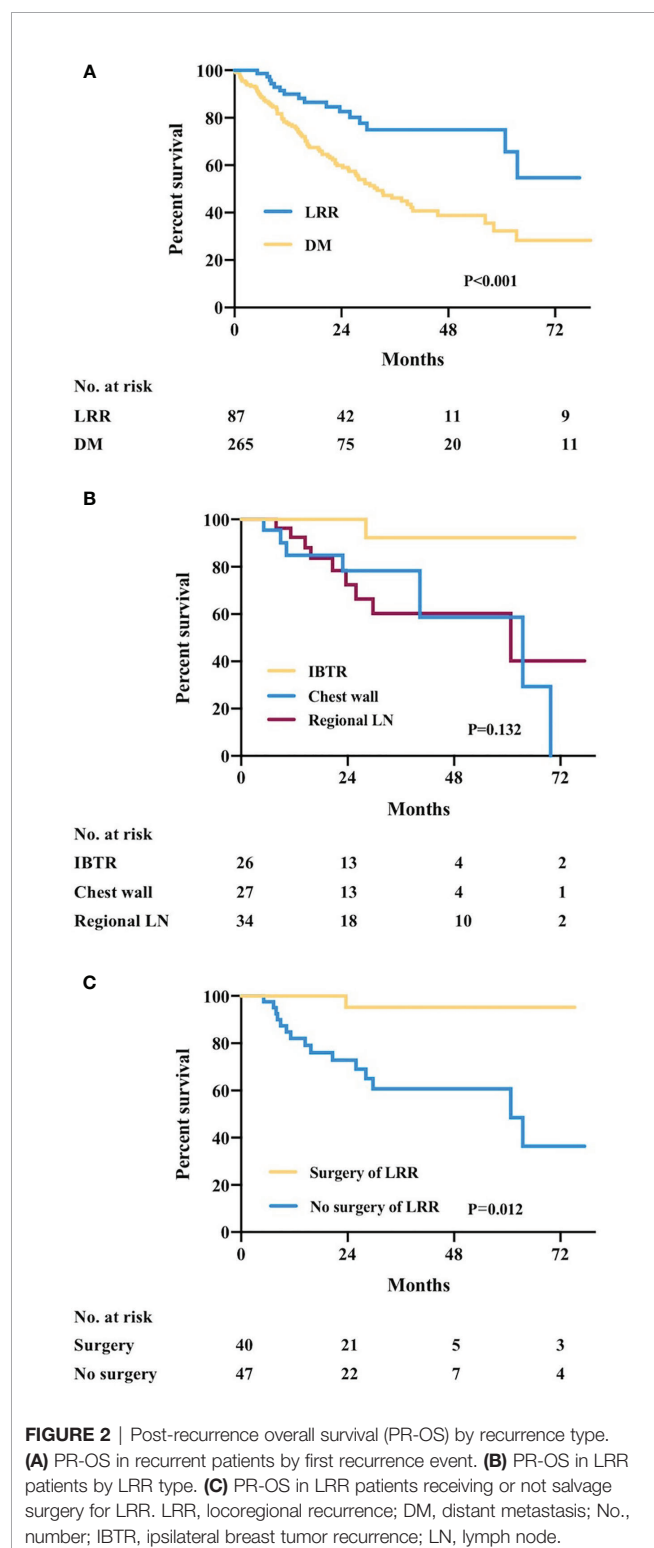 A
Percent survival
100
80
60
40
20
0
LRR
DM
P<0.001
0 24 48 72
Months
No. at risk
LRR 87 42 11 9
DM 265 75 20 11
B
Percent survival
100
80
60
40
20
0
IBTR
Chest wall
Regional LN
P=0.132
0 24 48 72
Months
No. at risk
IBTR 26 13 4 2
Chest wall 27 13 4 1
Regional LN 34 18 10 2
C
Percent survival
100
80
60
40
20
0
Surgery of LRR
No surgery of LRR P=0.012
0 24 48 72
Months
No. at risk
Surgery 40 21 5 3
No surgery 47 22 7 4
FIGURE 2 | Post-recurrence overall survival (PR-OS) by recurrence type.
(A) PR-OS in recurrent patients by first recurrence event. (B) PR-OS in LRR
patients by LRR type. (C) PR-OS in LRR patients receiving or not salvage
surgery for LRR. LRR, locoregional recurrence; DM, distant metastasis; No.,
number; IBTR, ipsilateral breast tumor recurrence; LN, lymph node.